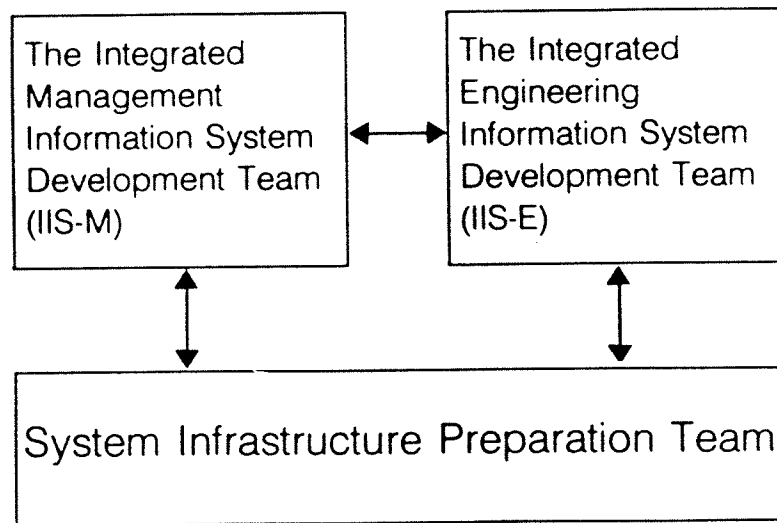 The Integrated
Management
Information System
Development Team
(IIS-M)
The Integrated
Engineering
Information System
Development Team
(IIS-E)
System Infrastructure Preparation Team